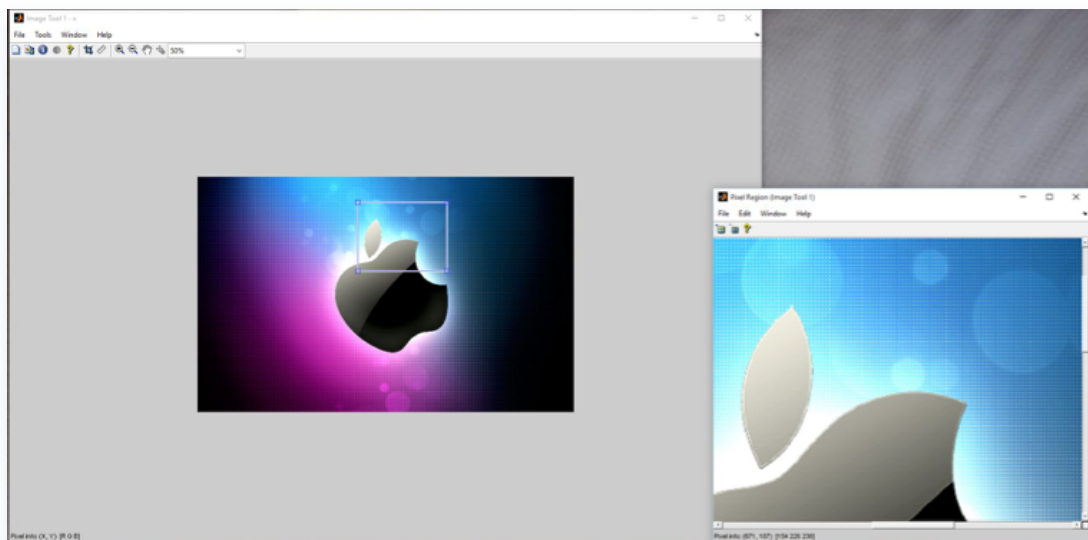 Image Tool 1 - x
File Tools Window Help
50%
Pixel info: (X, Y) [R G B]
Pixel Region (Image Tool 1)
File Edit Window Help
Pixel info: (671, 107) [154 226 238]